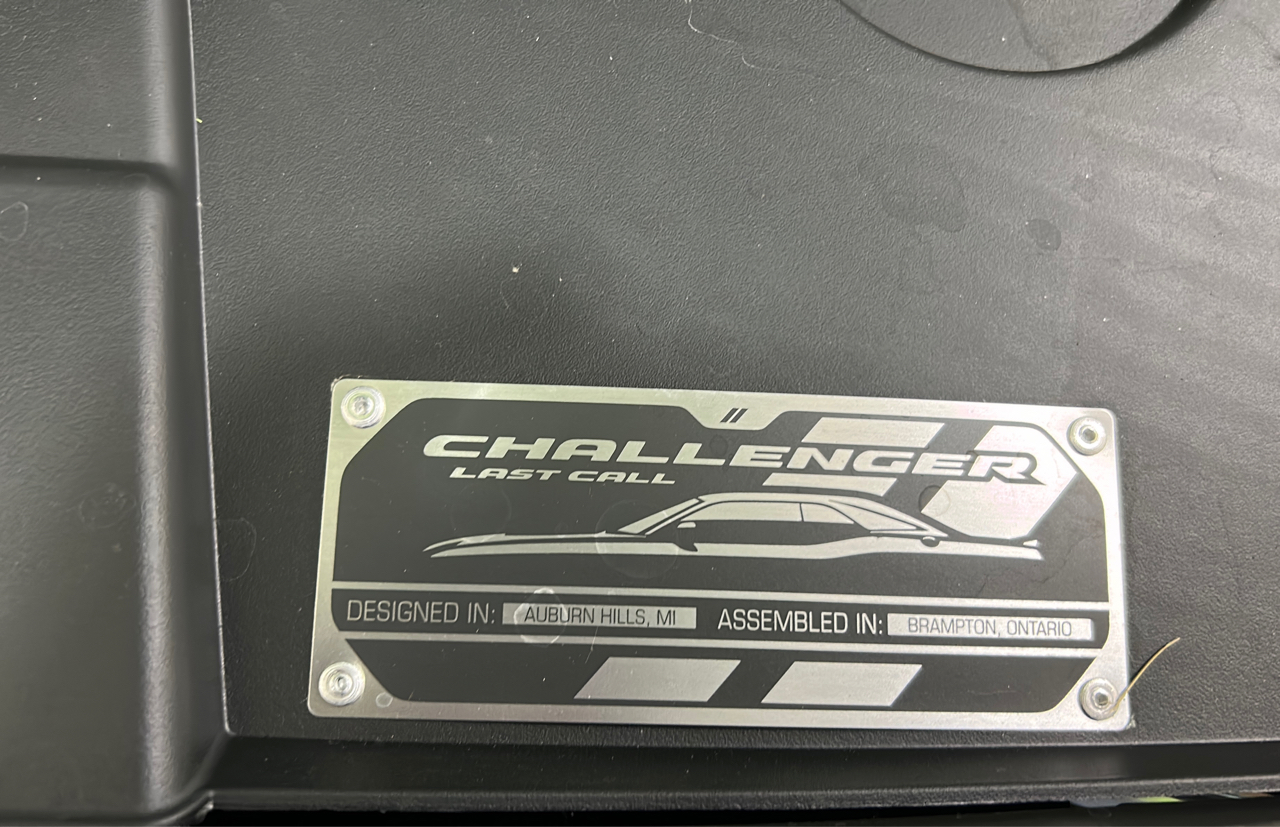 CHALLENGER
LAST CALL
DESIGNED IN: AUBURN HILLS, MI ASSEMBLED IN: BRAMPTON, ONTARIO